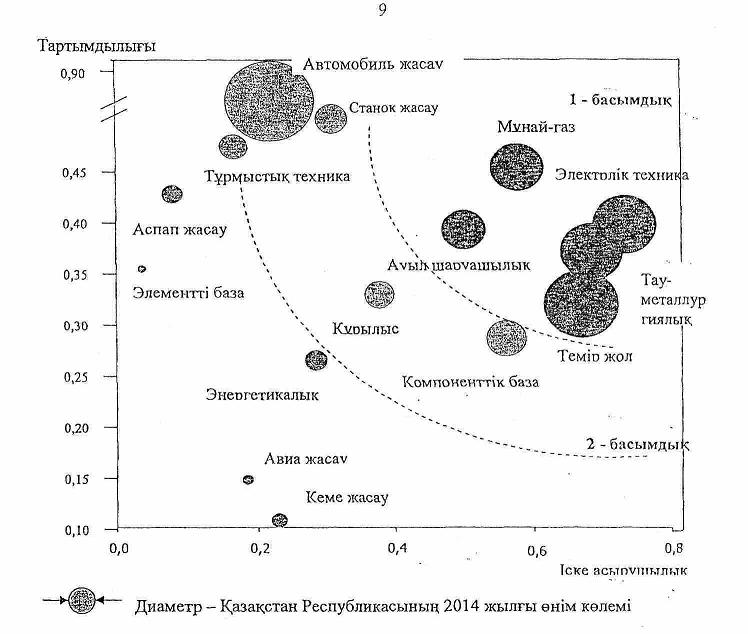 9
Тартымдылығы
0,90
Автомобиль жасау
1 - басымдық
Станок жасау
Мұнай-газ
0,45
Тұрмыстық техника
Электрлік техника
0,40
Аспап жасау
Ауыл шаруашылық
0,35
Элементті база
Тау-
металлур
гиялық
0,30
Құрылыс
Темір жол
0,25
Энергетикалық
Компоненттік база
0,20
2 - басымдық
Авиа жасау
0,15
Кеме жасау
0,10
0,0 0,2 0,4 0,6 0,8
Іске асырушылық
Диаметр – Қазақстан Республикасының 2014 жылғы өнім көлемі